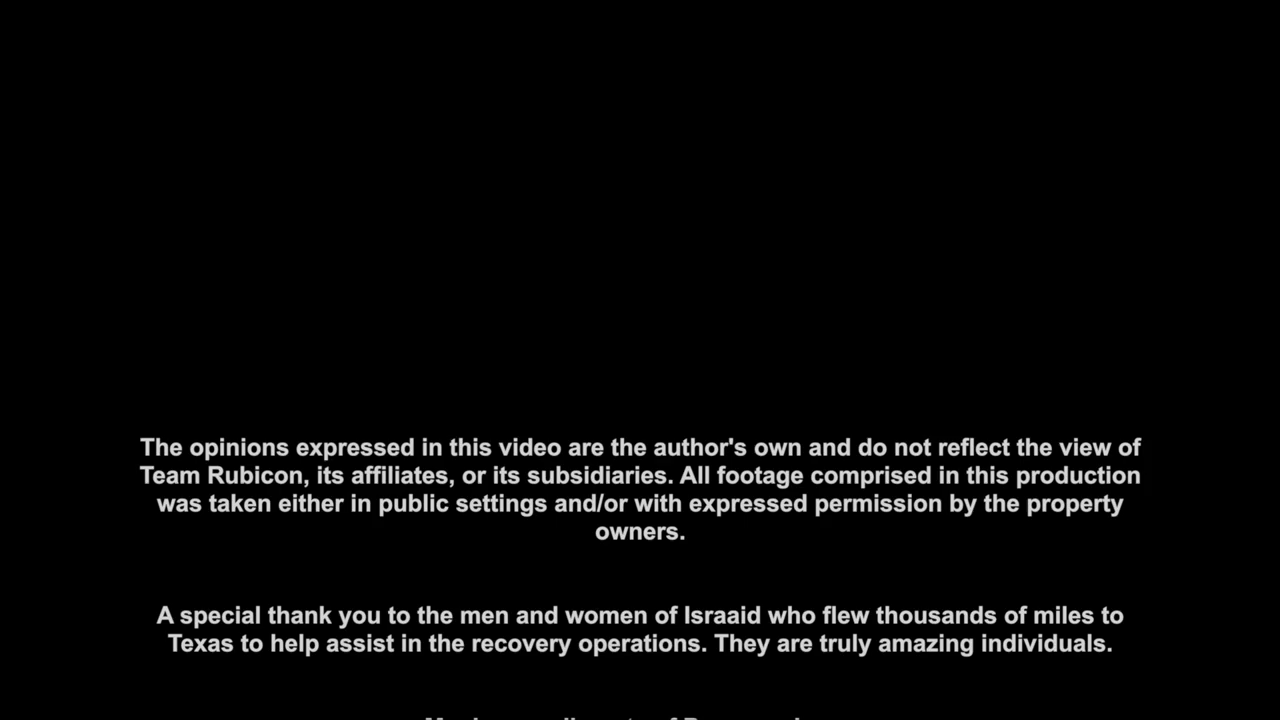 The opinions expressed in this video are the author's own and do not reflect the view of
Team Rubicon, its affiliates, or its subsidiaries. All footage comprised in this production
was taken either in public settings and/or with expressed permission by the property
owners.
A special thank you to the men and women of Israaid who flew thousands of miles to
Texas to help assist in the recovery operations. They are truly amazing individuals.